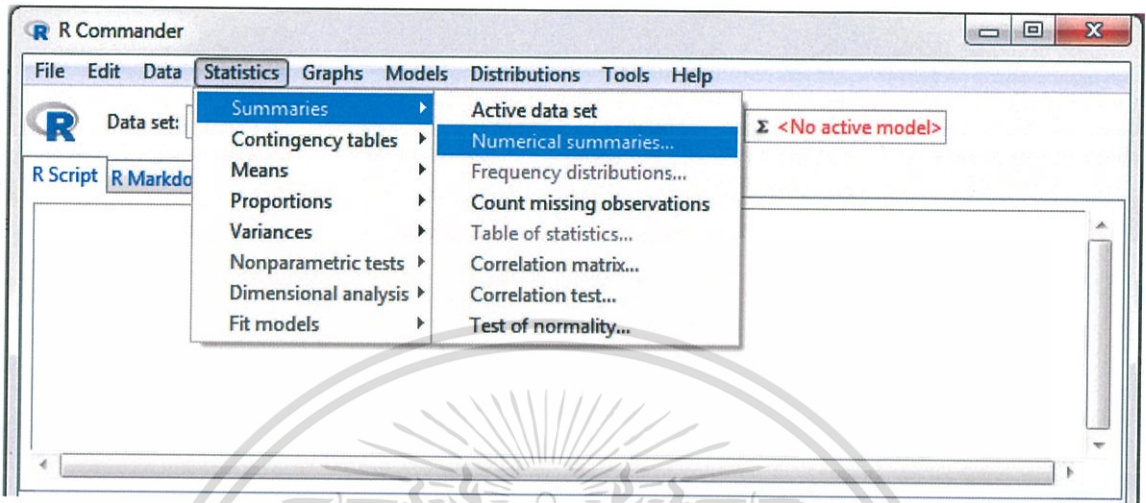 R Commander
File Edit Data Statistics Graphs Models Distributions Tools Help
R Data set: Σ <No active model>
R Script R Markdo
Summaries
Contingency tables
Means
Proportions
Variances
Nonparametric tests
Dimensional analysis
Fit models
Active data set
Numerical summaries...
Frequency distributions...
Count missing observations
Table of statistics...
Correlation matrix...
Correlation test...
Test of normality...